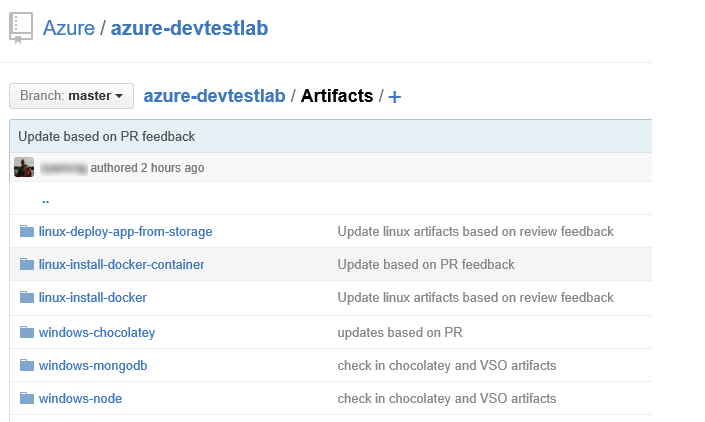 Azure / azure-devtestlab
Branch: master azure-devtestlab / Artifacts / +
Update based on PR feedback
authored 2 hours ago
..
linux-deploy-app-from-storage Update linux artifacts based on review feedback
linux-install-docker-container Update based on PR feedback
linux-install-docker Update linux artifacts based on review feedback
windows-chocolatey updates based on PR
windows-mongodb check in chocolatey and VSO artifacts
windows-node check in chocolatey and VSO artifacts